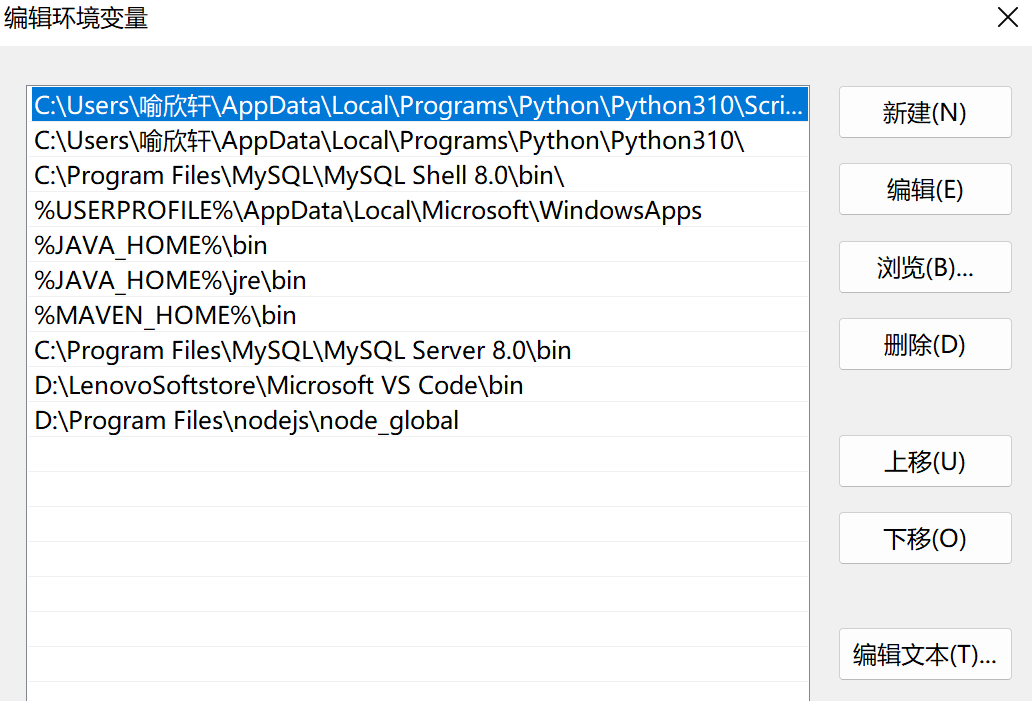 编辑环境变量
C:\Users\喻欣轩\AppData\Local\Programs\Python\Python310\Scri...
C:\Users\喻欣轩\AppData\Local\Programs\Python\Python310\
C:\Program Files\MySQL\MySQL Shell 8.0\bin\
%USERPROFILE%\AppData\Local\Microsoft\WindowsApps
%JAVA_HOME%\bin
%JAVA_HOME%\jre\bin
%MAVEN_HOME%\bin
C:\Program Files\MySQL\MySQL Server 8.0\bin
D:\LenovoSoftstore\Microsoft VS Code\bin
D:\Program Files\nodejs\node_global
新建(N)
编辑(E)
浏览(B)...
删除(D)
上移(U)
下移(O)
编辑文本(T)...